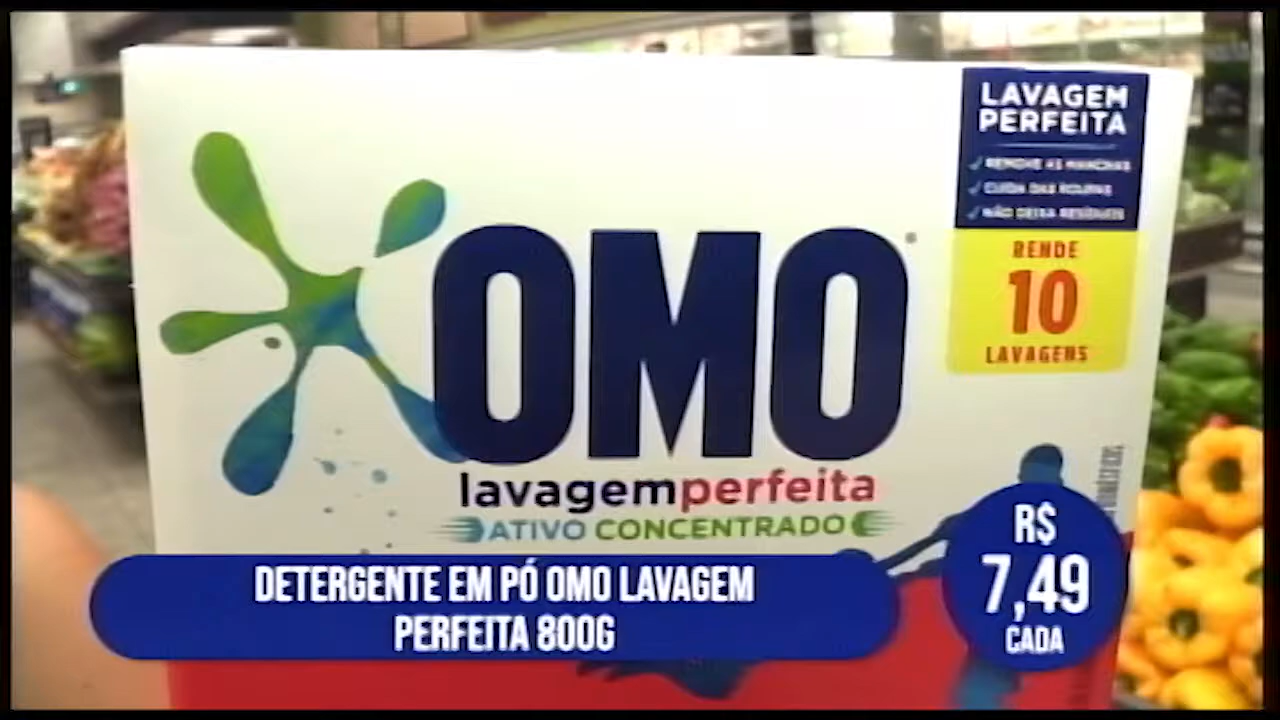 LAVAGEM
PERFEITA
REMOVE AS MANCHAS
CUIDA DAS ROUPAS
NÃO DEIXA RESÍDUOS
RENDE
10
LAVAGENS
OMO
lavagemperfeita
ATIVO CONCENTRADO
DETERGENTE EM PÓ OMO LAVAGEM
PERFEITA 800G
R$
7,49
CADA